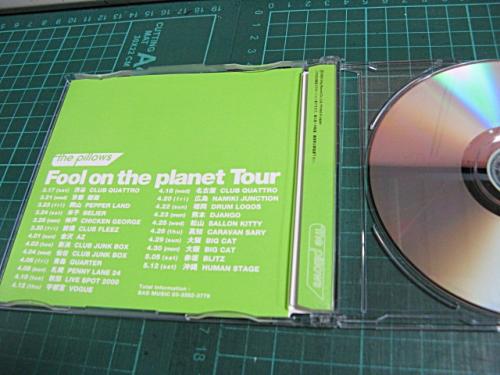 the pillows
Fool on the planet Tour
3.17 (sat) 渋谷 CLUB QUATTRO
3.21 (wed) 京都 磔磔
3.23 (fri) 岡山 PEPPER LAND
3.24 (sat) 米子 BELIER
3.25 (sun) 神戸 CHICKEN GEORGE
CLUB FLEEZ
4.01 (sun) 金沢 AZ
4.03 (tue) 新潟 CLUB JUNK BOX
4.04 (wed) 仙台 CLUB JUNK BOX
4.06 (fri) 青森 QUARTER
4.08 (sun) 札幌 PENNY LANE 24
4.10 (tue) 秋田 LIVE SPOT 2000
4.12 (thu) 宇都宮 VOGUE
4.18 (wed) 名古屋 CLUB QUATTRO
4.20 (fri) 広島 NAMIKI JUNCTION
4.22 (sun) 福岡 DRUM LOGOS
4.23 (mon) 熊本 DJANGO
4.25 (wed) 松山 SALLON KITTY
4.26 (thu) 高知 CARAVAN SARY
4.29 (sun) 大阪 BIG CAT
4.30 (mon) 大阪 BIG CAT
5.05 (sat) 赤坂 BLITZ
5.12 (sat) 沖縄 HUMAN STAGE
Total Information :
BAD MUSIC
the pillows
CUTTING
MAT
30X22 CM